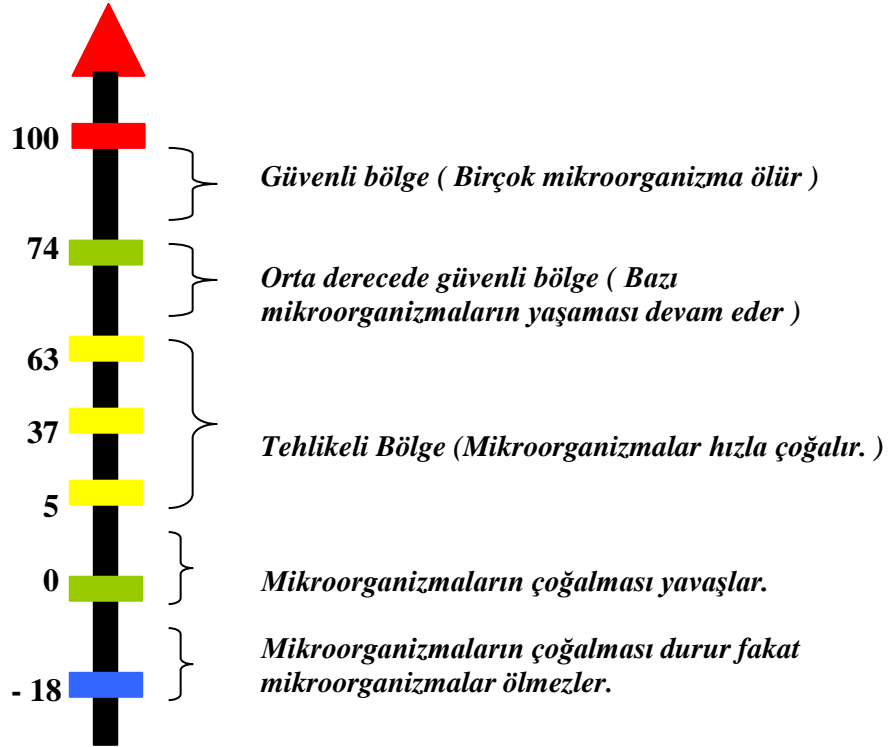 100
Güvenli bölge ( Birçok mikroorganizma ölür )
74
Orta derecede güvenli bölge ( Bazı
mikroorganizmaların yaşaması devam eder )
63
37
Tehlikeli Bölge (Mikroorganizmalar hızla çoğalır. )
5
0
Mikroorganizmaların çoğalması yavaşlar.
Mikroorganizmaların çoğalması durur fakat
mikroorganizmalar ölmezler.
- 18